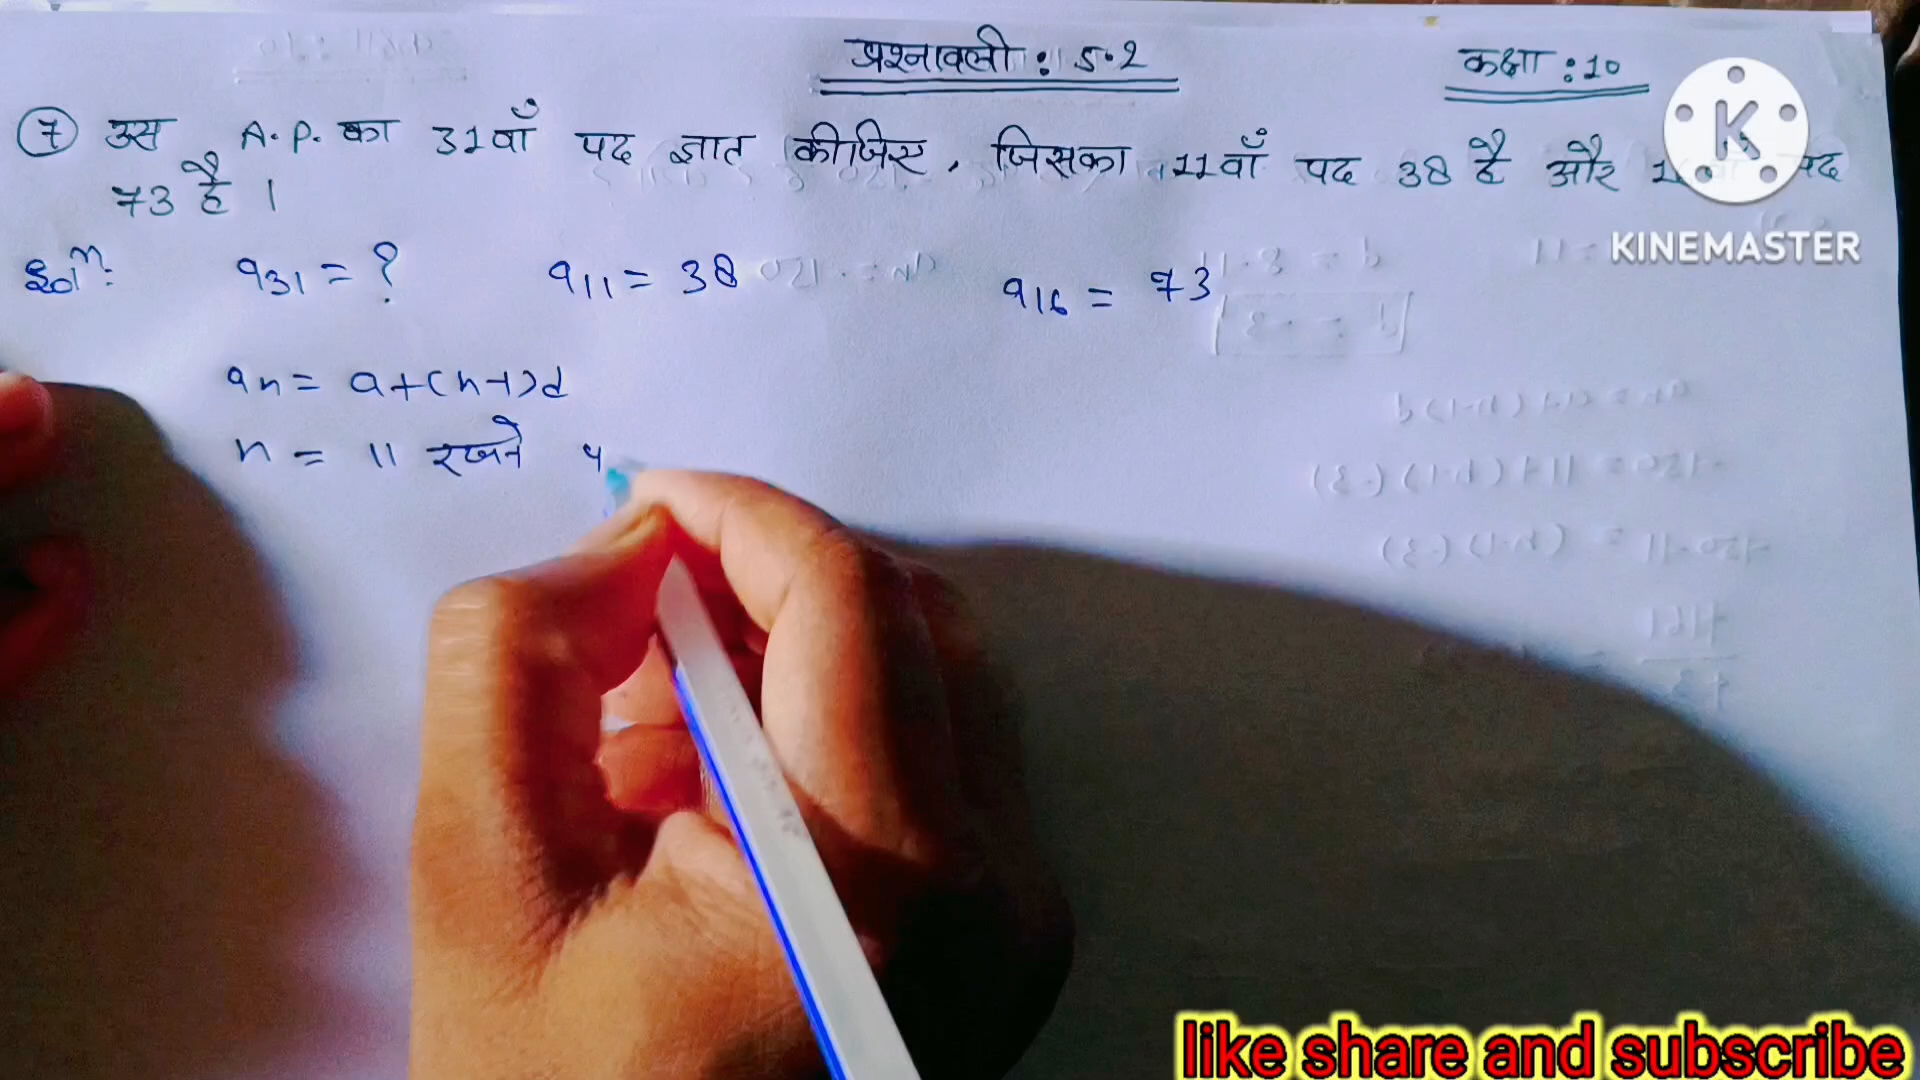 प्रश्नावली : 5.2
कक्षा : 10
7 उस A.P. का 31वाँ पद ज्ञात कीजिए, जिसका 11वाँ पद 38 है और पद
73 है ।
Solⁿ: a31 = ? a11 = 38 a16 = 73
an = a+(n-1)d
n = 11 रखने
KINEMASTER
like share and subscribe